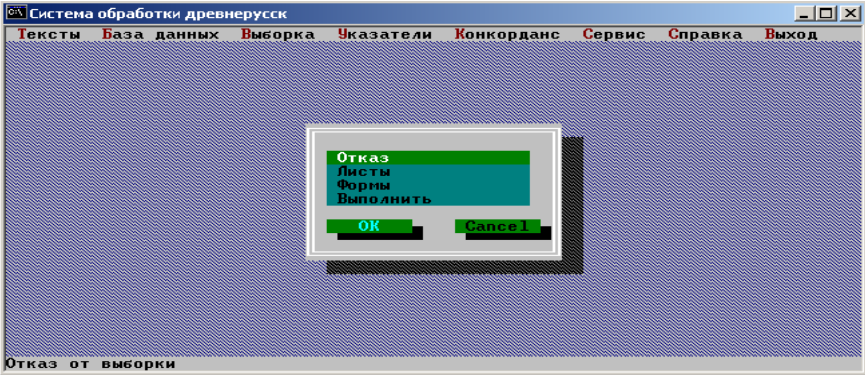 Система обработки древнерусск
Тексты База данных Выборка Указатели Конкорданс Сервис Справка Выход
Отказ
Листы
Формы
Выполнить
OK Cancel
Отказ от выборки